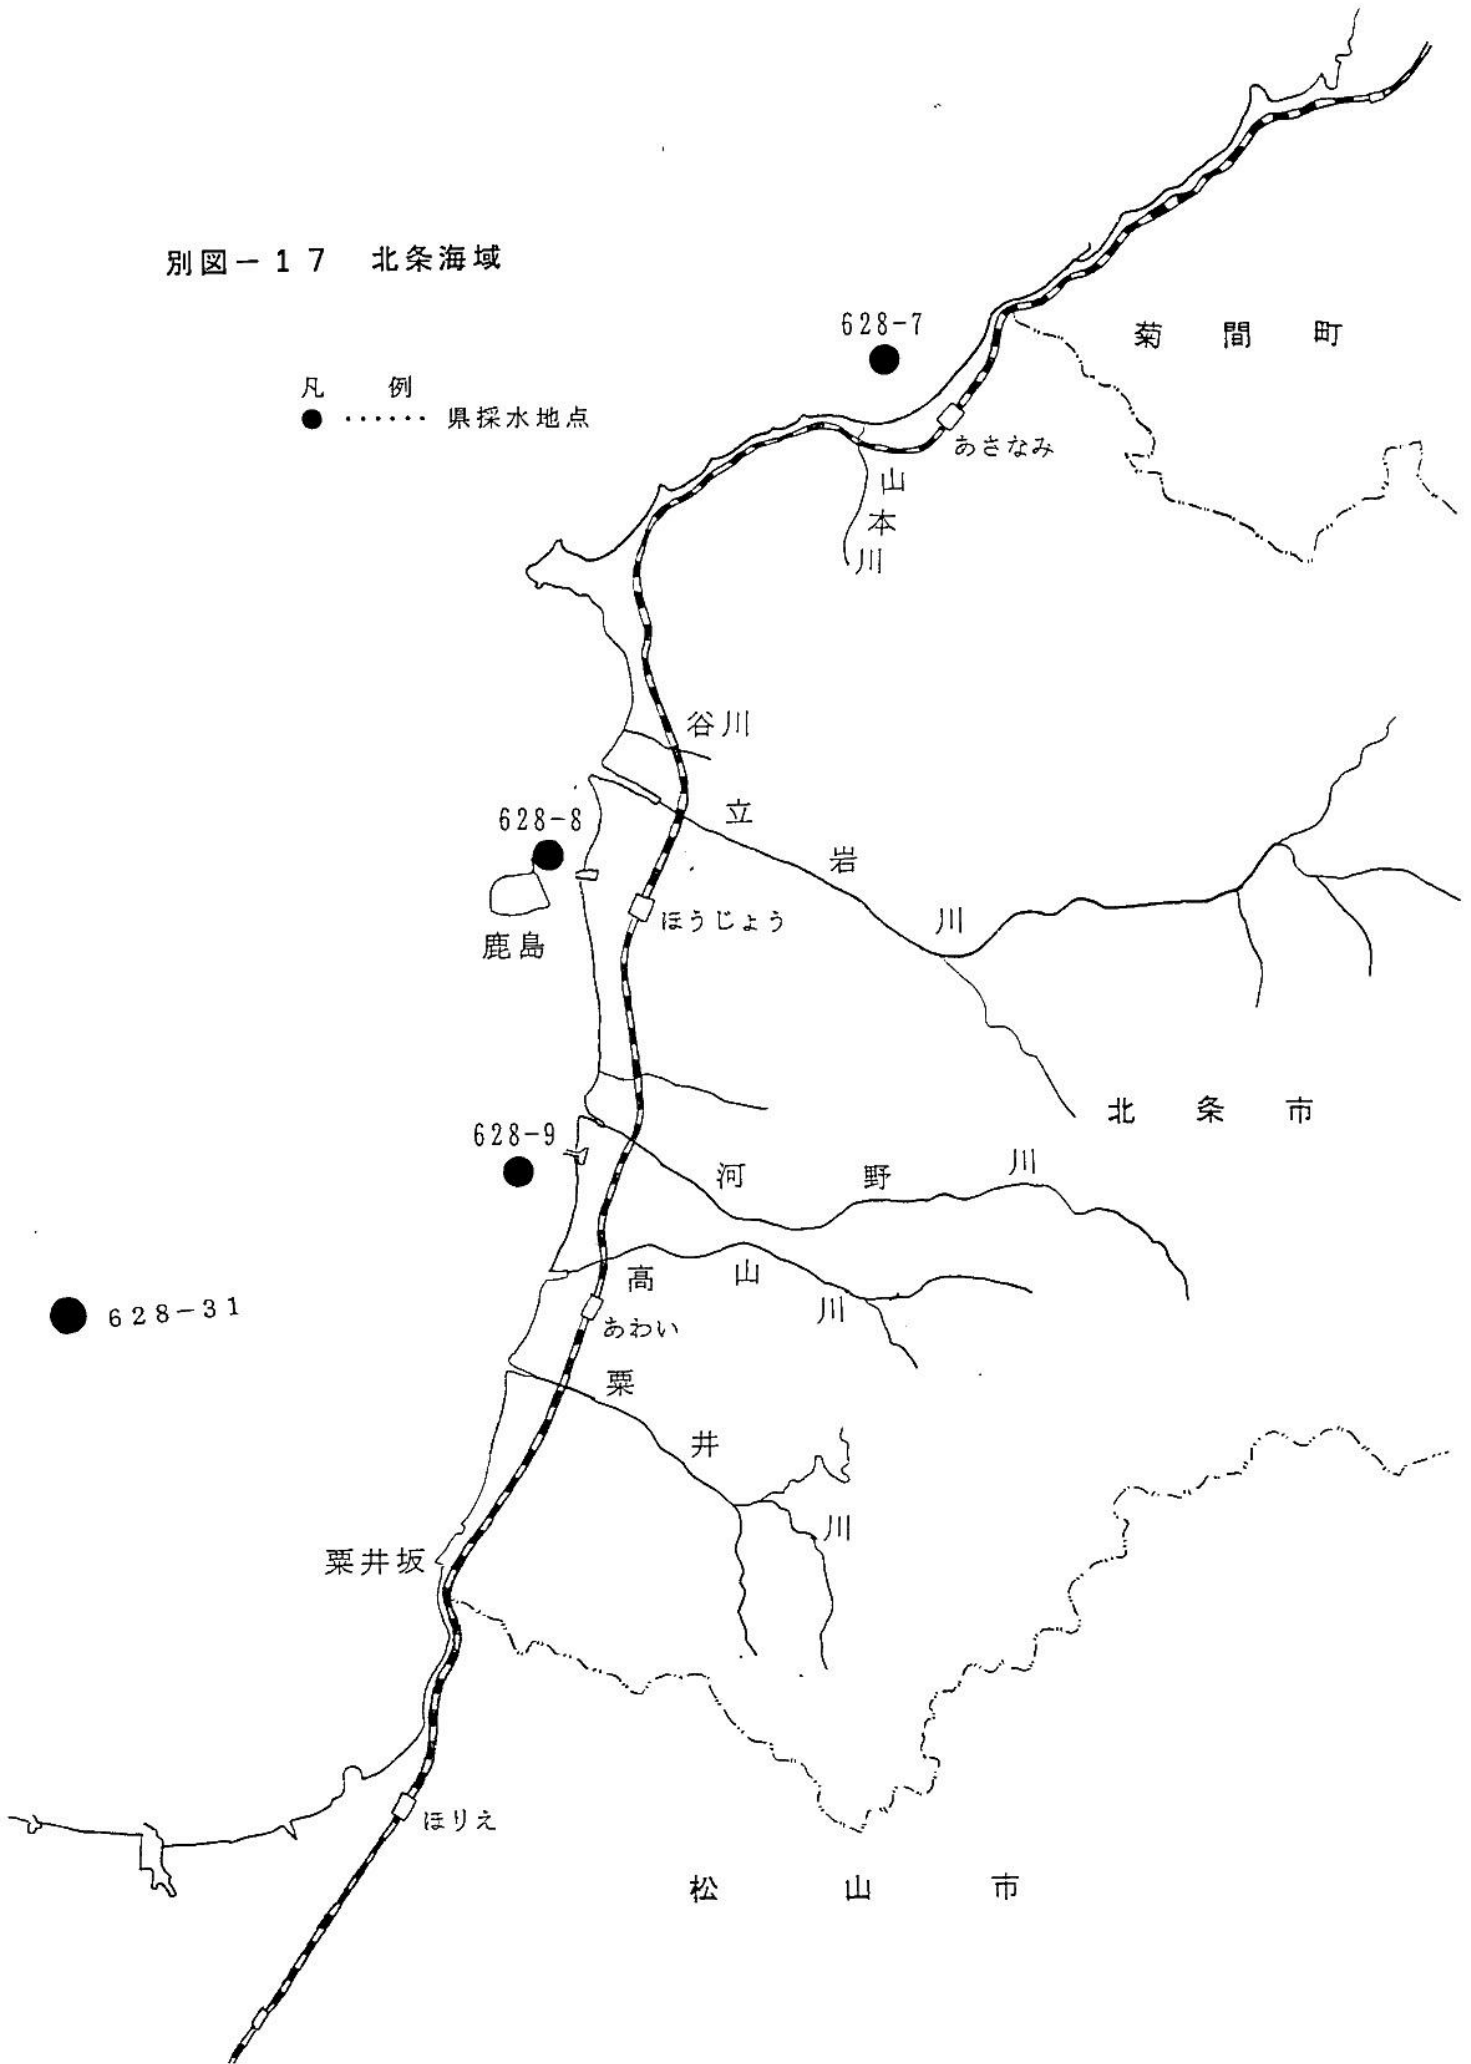 別図－17　北条海域
628-7
菊間町
凡例
●……県採水地点
あさなみ
山本川
谷川
立岩川
628-8
ほうじょう
鹿島
北条市
628-9
河野川
高山川
628-31
あわい
粟井川
粟井坂
ほりえ
松山市